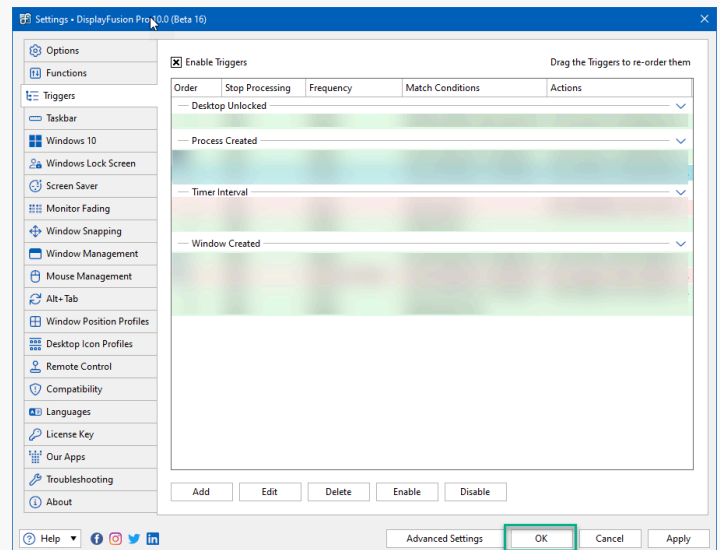 Settings • DisplayFusion Pro 10.0 (Beta 16)
Options
Functions
Triggers
Taskbar
Windows 10
Windows Lock Screen
Screen Saver
Monitor Fading
Window Snapping
Window Management
Mouse Management
Alt+Tab
Window Position Profiles
Desktop Icon Profiles
Remote Control
Compatibility
Languages
License Key
Our Apps
Troubleshooting
About
Enable Triggers
Drag the Triggers to re-order them
Order Stop Processing Frequency Match Conditions Actions
Desktop Unlocked
Process Created
Timer Interval
Window Created
Add Edit Delete Enable Disable
Help Advanced Settings OK Cancel Apply